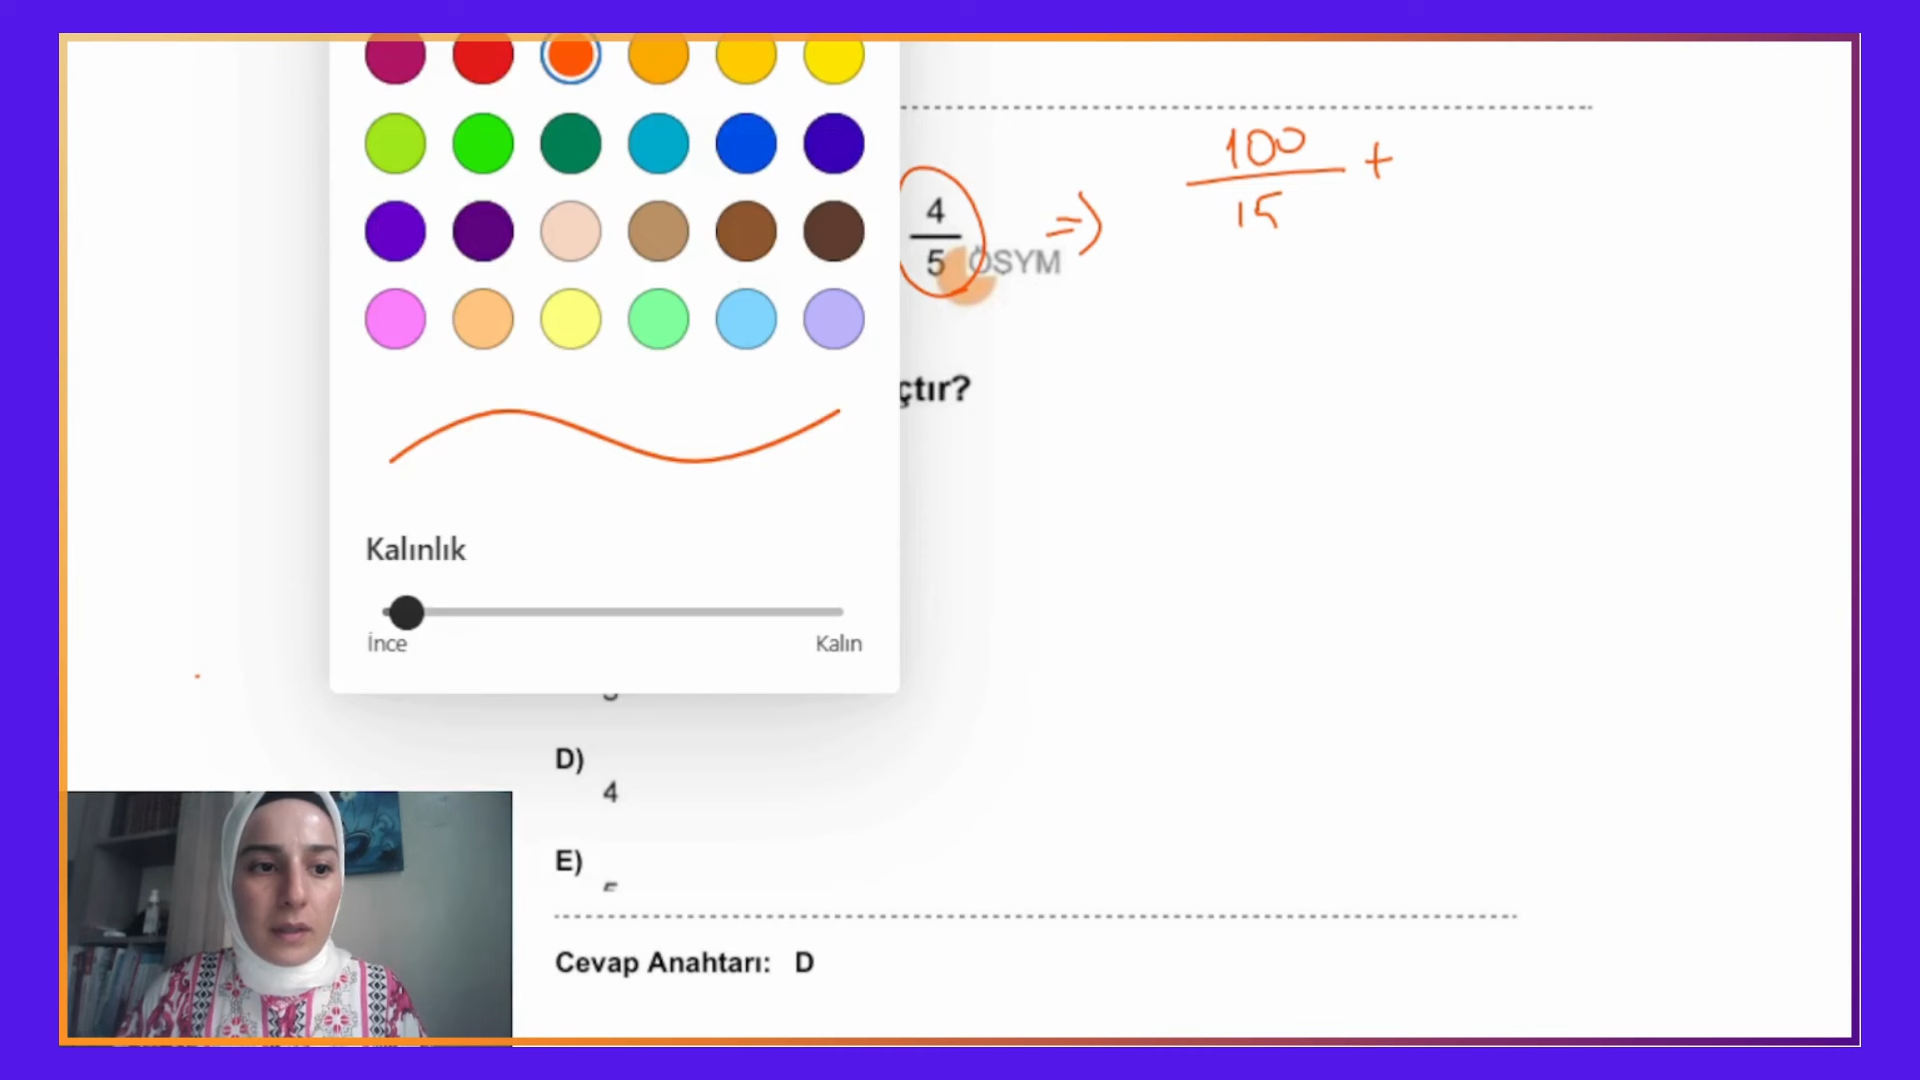 100
+
15
4
5
=>
ÖSYM
çtır?
Kalınlık
İnce
Kalın
D)
4
E)
Cevap Anahtarı: D